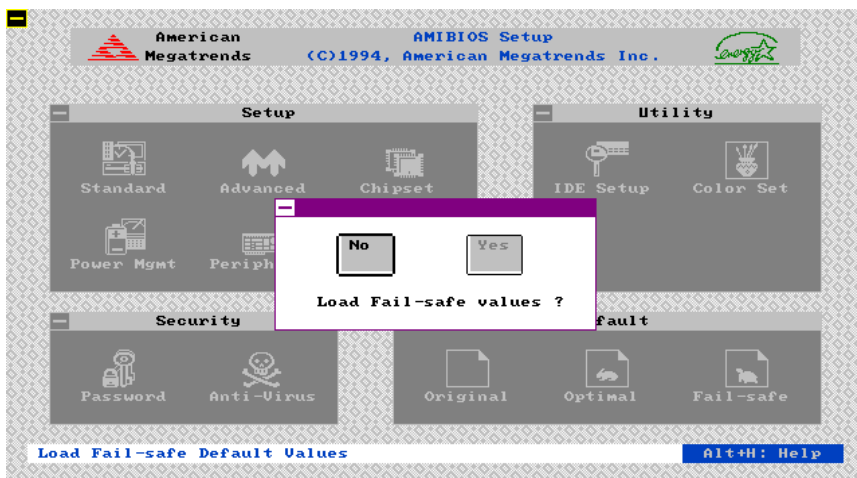 American
Megatrends
AMIBIOS Setup
(C)1994, American Megatrends Inc.
energy
Setup
Utility
Standard
Advanced
Chipset
IDE Setup
Color Set
Power Mgmt
Periph
No
Yes
Load Fail-safe values ?
Security
fault
Password
Anti-Virus
Original
Optimal
Fail-safe
Load Fail-safe Default Values
Alt+H: Help